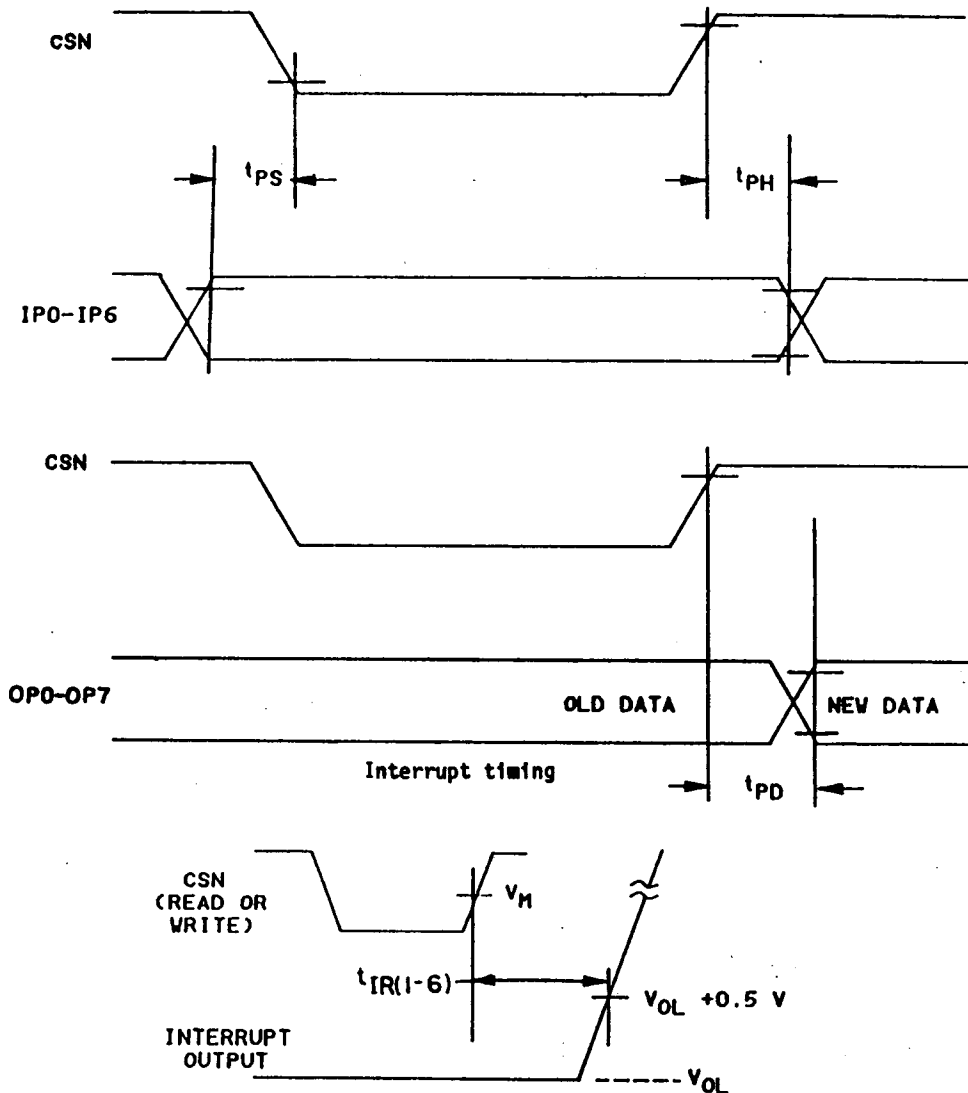 CSN
tPS
tPH
IP0-IP6
CSN
OP0-OP7
OLD DATA
NEW DATA
Interrupt timing
tPD
CSN
(READ OR
WRITE)
VM
tIR(1-6)
VOL +0.5 V
INTERRUPT
OUTPUT
VOL